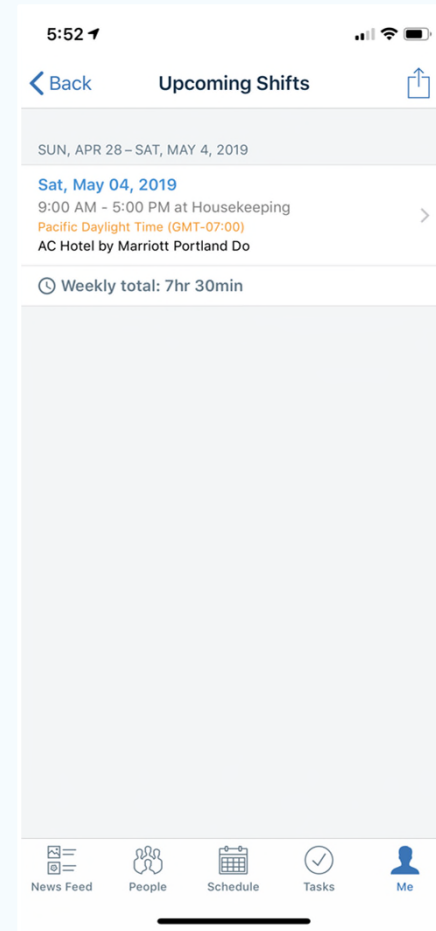 5:52
Back
Upcoming Shifts
SUN, APR 28 – SAT, MAY 4, 2019
Sat, May 04, 2019
9:00 AM - 5:00 PM at Housekeeping
Pacific Daylight Time (GMT-07:00)
AC Hotel by Marriott Portland Do
Weekly total: 7hr 30min
News Feed
People
Schedule
Tasks
Me